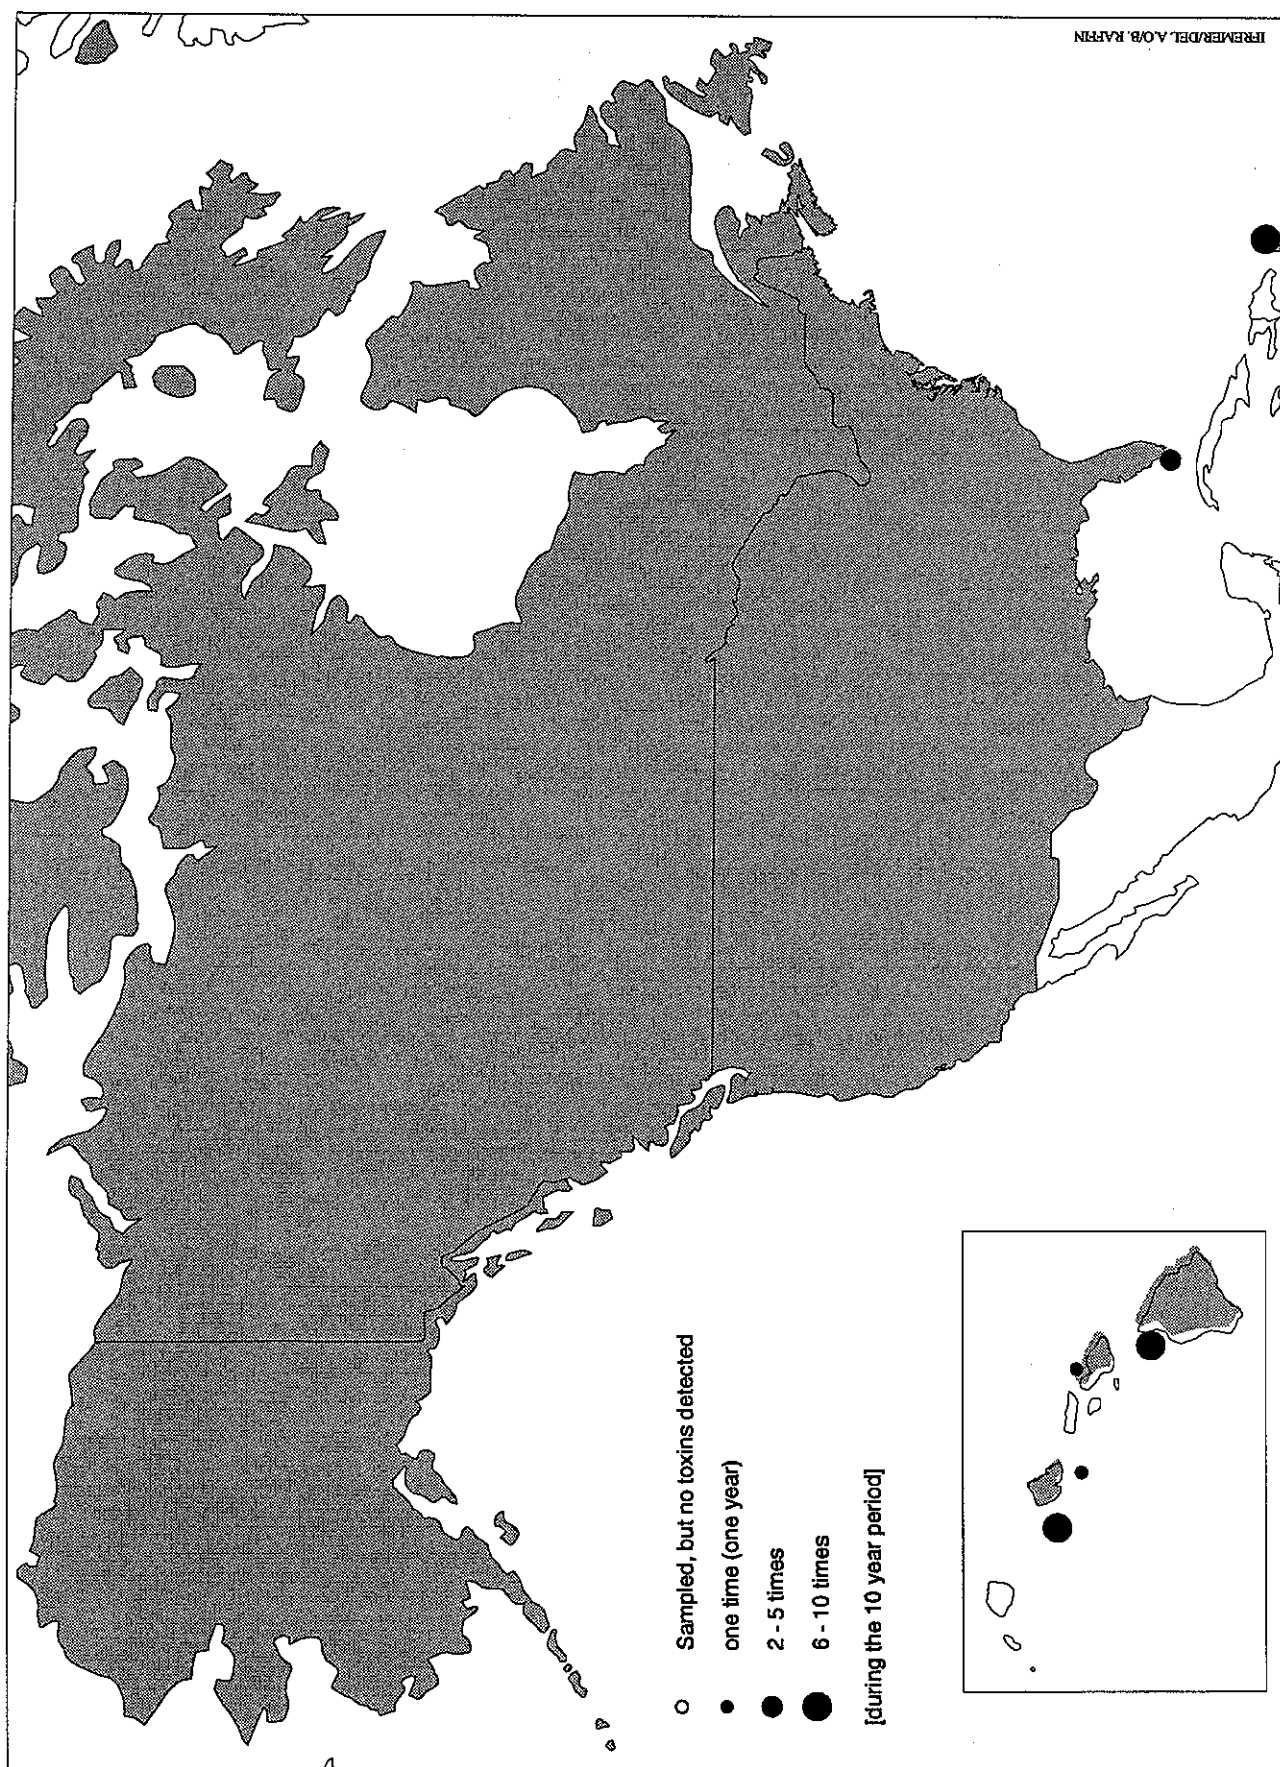 IFREMER/DEL A.O/B. RAFFIN
Sampled, but no toxins detected
one time (one year)
2 - 5 times
6 - 10 times
[during the 10 year period]